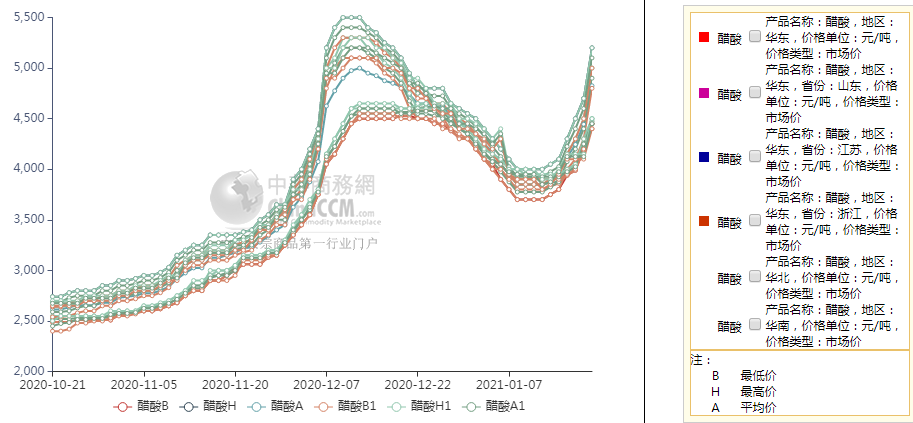 5,500
5,000
4,500
4,000
3,500
3,000
2,500
2,000
2020-10-21
2020-11-05
2020-11-20
2020-12-07
2020-12-22
2021-01-07
醋酸B
醋酸H
醋酸A
醋酸B1
醋酸H1
醋酸A1
商務網
CCM.com
modity Marketplace
商品第一行业门户
醋酸
产品名称：醋酸，地区：
华东，价格单位：元/吨，
价格类型：市场价
醋酸
产品名称：醋酸，地区：
华东，省份：山东，价格
单位：元/吨，价格类型：
市场价
醋酸
产品名称：醋酸，地区：
华东，省份：江苏，价格
单位：元/吨，价格类型：
市场价
醋酸
产品名称：醋酸，地区：
华东，省份：浙江，价格
单位：元/吨，价格类型：
市场价
醋酸
产品名称：醋酸，地区：
华北，价格单位：元/吨，
价格类型：市场价
醋酸
产品名称：醋酸，地区：
华南，价格单位：元/吨，
价格类型：市场价
注：
B 最低价
H 最高价
A 平均价